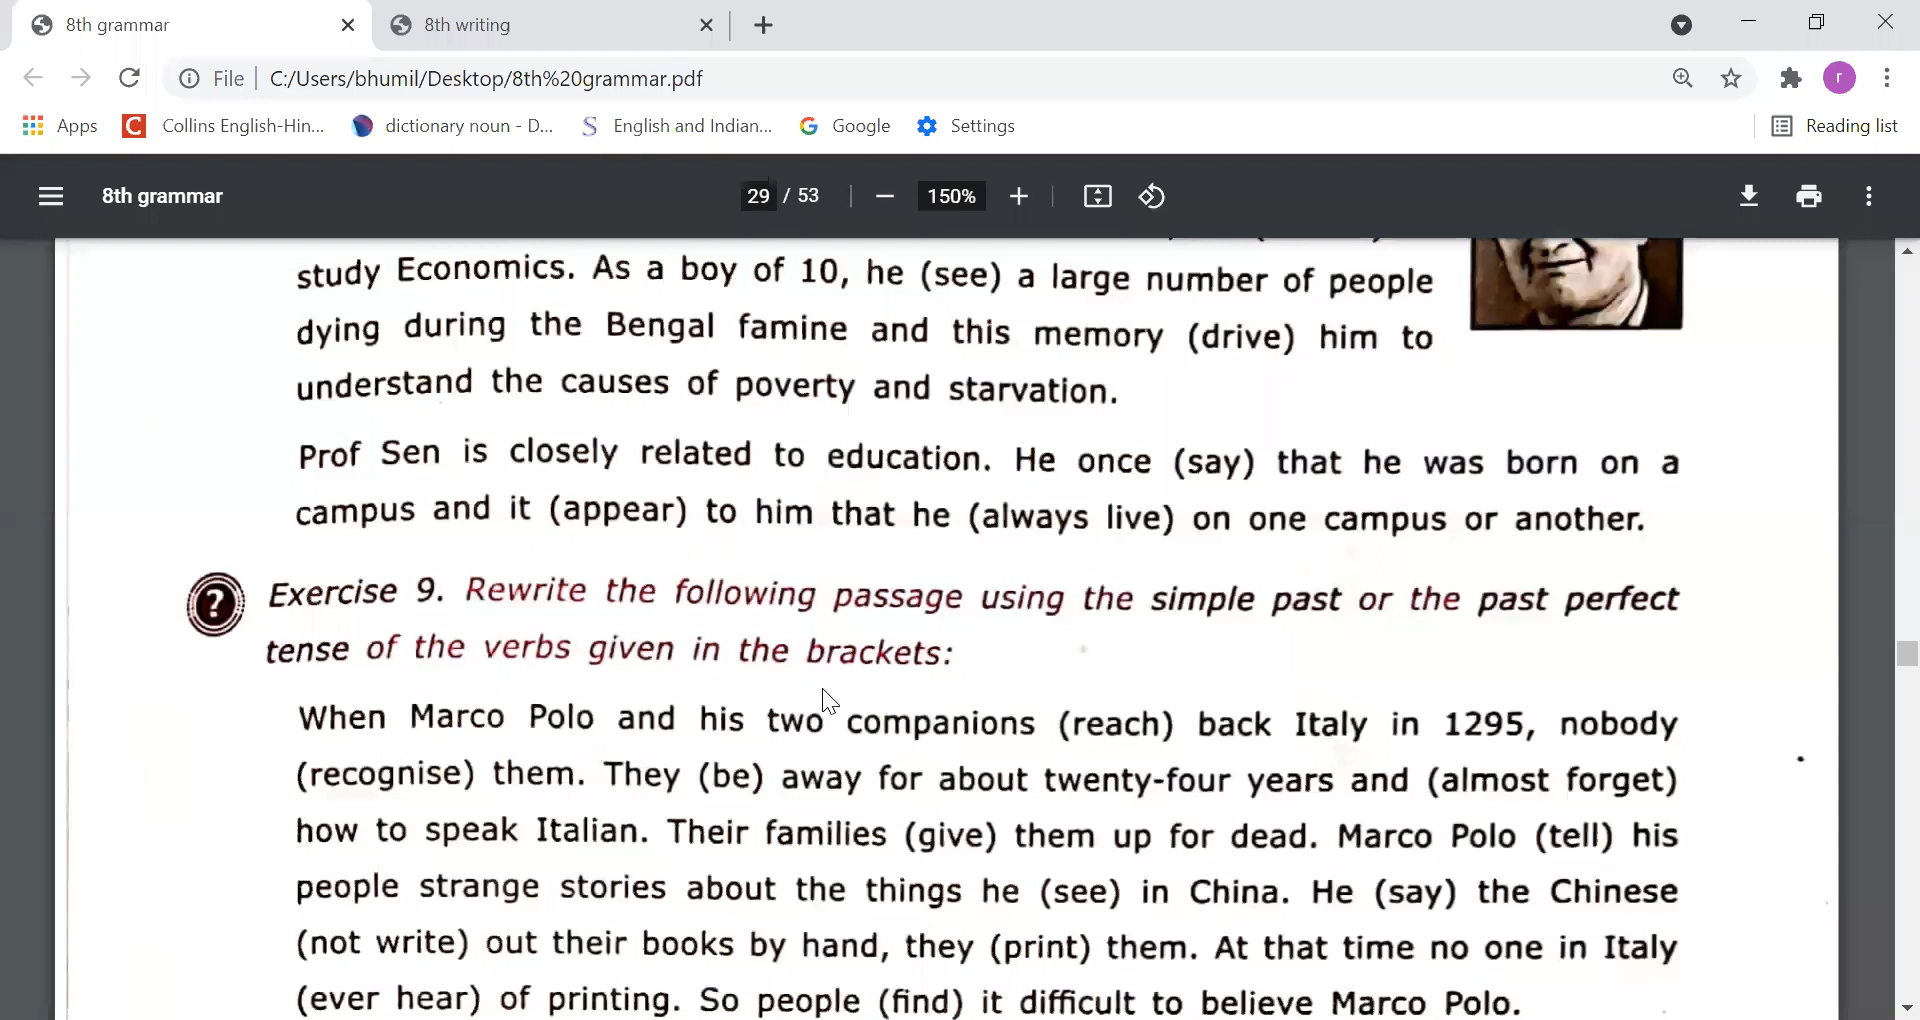 8th grammar
8th writing
File C:/Users/bhumil/Desktop/8th%20grammar.pdf
r
Apps Collins English-Hin... dictionary noun - D... English and Indian... Google Settings Reading list
8th grammar 29 / 53 150%
study Economics. As a boy of 10, he (see) a large number of people
dying during the Bengal famine and this memory (drive) him to
understand the causes of poverty and starvation.
Prof Sen is closely related to education. He once (say) that he was born on a
campus and it (appear) to him that he (always live) on one campus or another.
? Exercise 9. Rewrite the following passage using the simple past or the past perfect
tense of the verbs given in the brackets:
When Marco Polo and his two companions (reach) back Italy in 1295, nobody
(recognise) them. They (be) away for about twenty-four years and (almost forget)
how to speak Italian. Their families (give) them up for dead. Marco Polo (tell) his
people strange stories about the things he (see) in China. He (say) the Chinese
(not write) out their books by hand, they (print) them. At that time no one in Italy
(ever hear) of printing. So people (find) it difficult to believe Marco Polo.